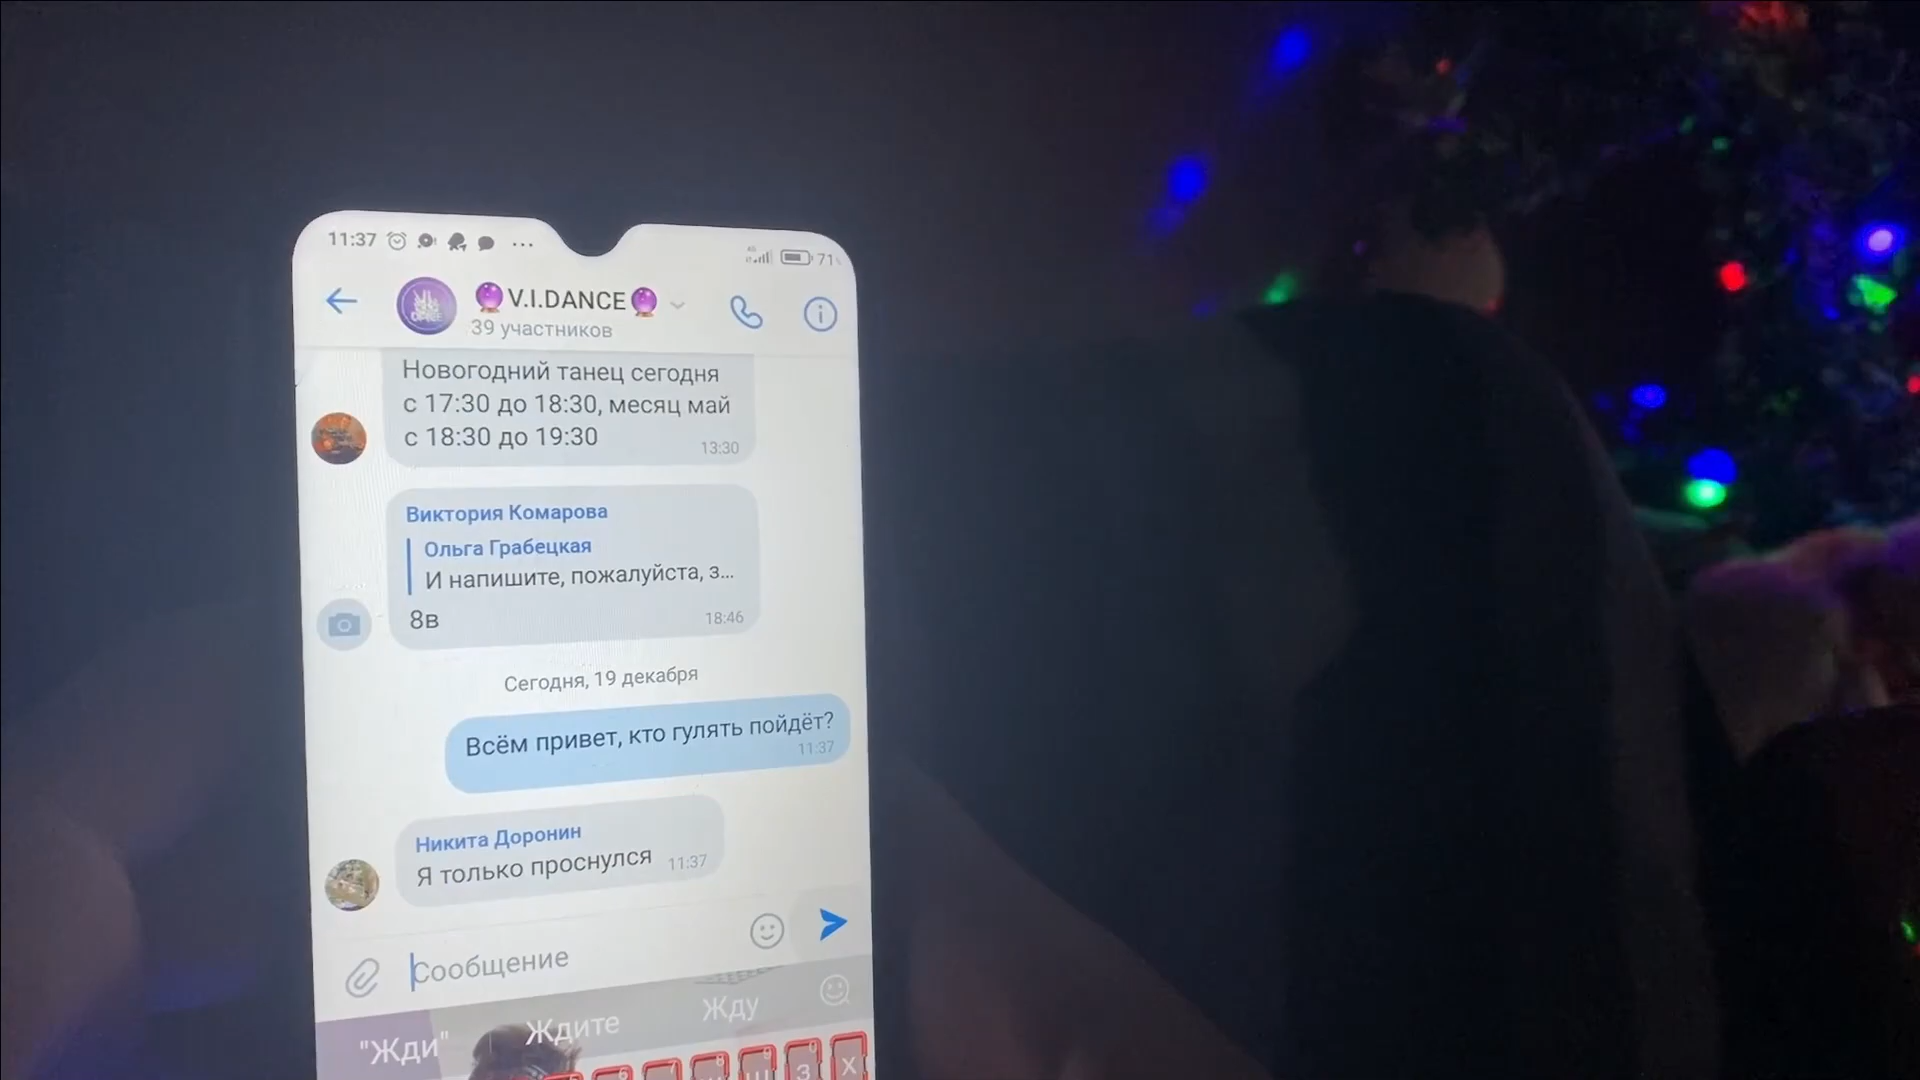 11:37
71
V.I.DANCE
39 участников
Новогодний танец сегодня
с 17:30 до 18:30, месяц май
с 18:30 до 19:30
13:30
Виктория Комарова
Ольга Грабецкая
И напишите, пожалуйста, з...
8в
18:46
Сегодня, 19 декабря
Всём привет, кто гулять пойдёт?
11:37
Никита Доронин
Я только проснулся
11:37
Сообщение
"Жди" Ждите Жду
З Х